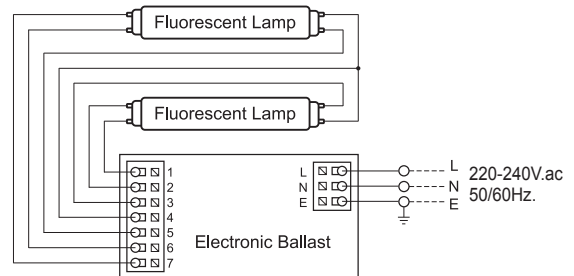 Fluorescent Lamp
Fluorescent Lamp
1
2
3
4
5
6
7
L
N
E
Electronic Ballast
L
N
E
220-240V.ac
50/60Hz.